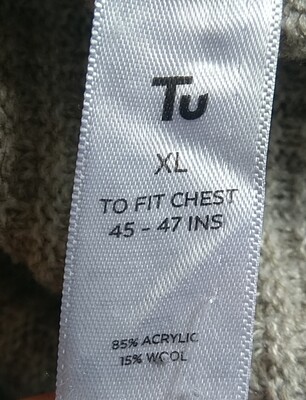 Tu
XL
TO FIT CHEST
45 - 47 INS
85% ACRYLIC
15% WOOL